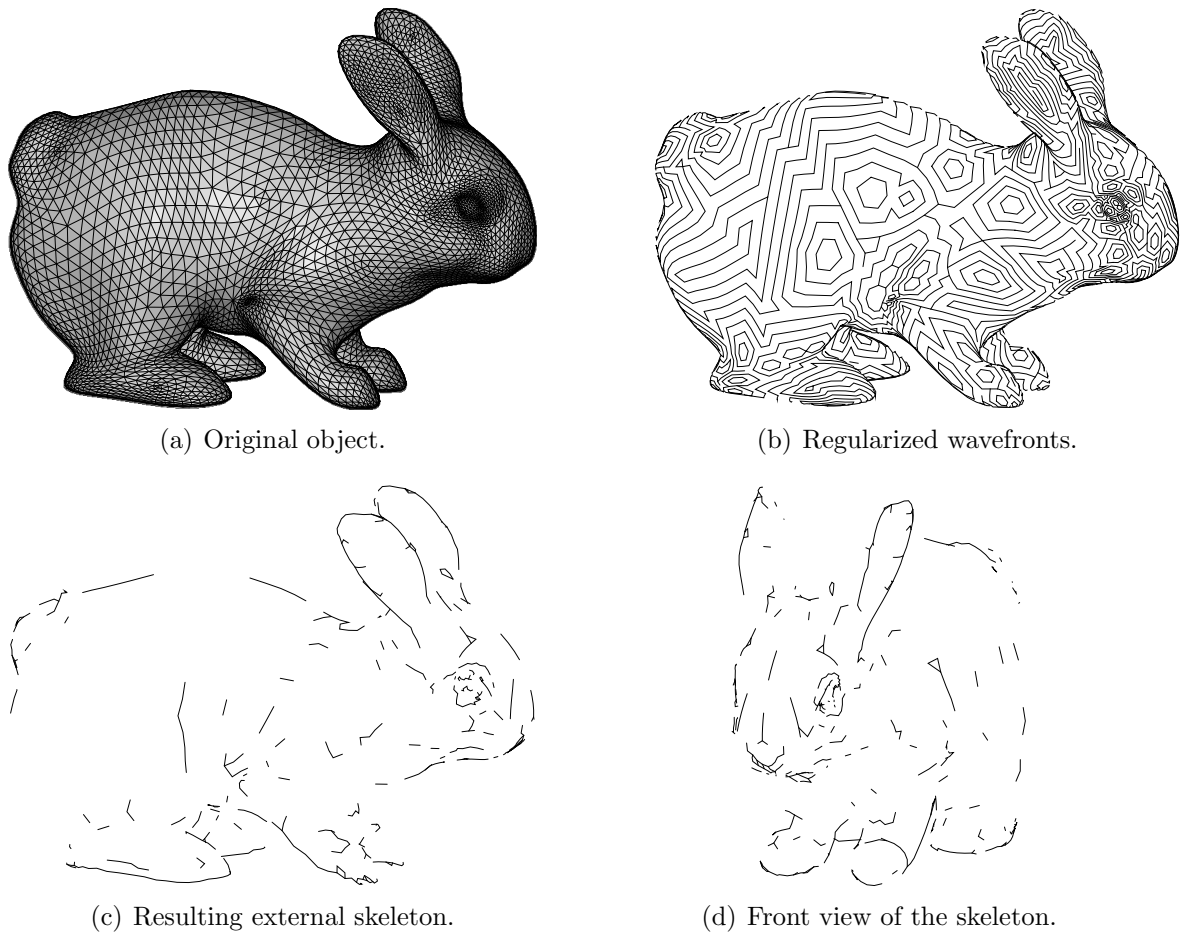 (a) Original object.
(b) Regularized wavefronts.
(c) Resulting external skeleton.
(d) Front view of the skeleton.